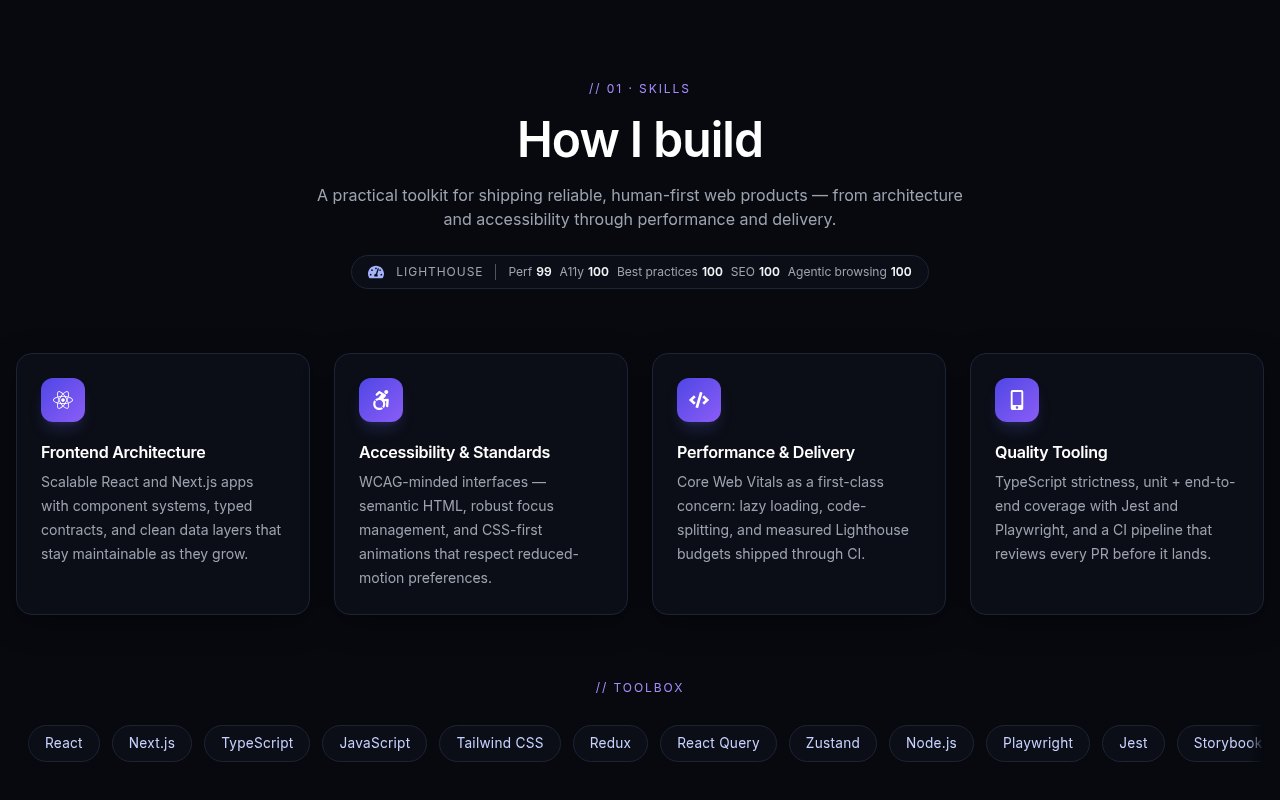 // 01 · SKILLS
How I build
A practical toolkit for shipping reliable, human-first web products — from architecture
and accessibility through performance and delivery.
LIGHTHOUSE Perf 99 A11y 100 Best practices 100 SEO 100 Agentic browsing 100
Frontend Architecture
Scalable React and Next.js apps
with component systems, typed
contracts, and clean data layers that
stay maintainable as they grow.
Accessibility & Standards
WCAG-minded interfaces —
semantic HTML, robust focus
management, and CSS-first
animations that respect reduced-
motion preferences.
Performance & Delivery
Core Web Vitals as a first-class
concern: lazy loading, code-
splitting, and measured Lighthouse
budgets shipped through CI.
Quality Tooling
TypeScript strictness, unit + end-to-
end coverage with Jest and
Playwright, and a CI pipeline that
reviews every PR before it lands.
// TOOLBOX
React Next.js TypeScript JavaScript Tailwind CSS Redux React Query Zustand Node.js Playwright Jest Storybook